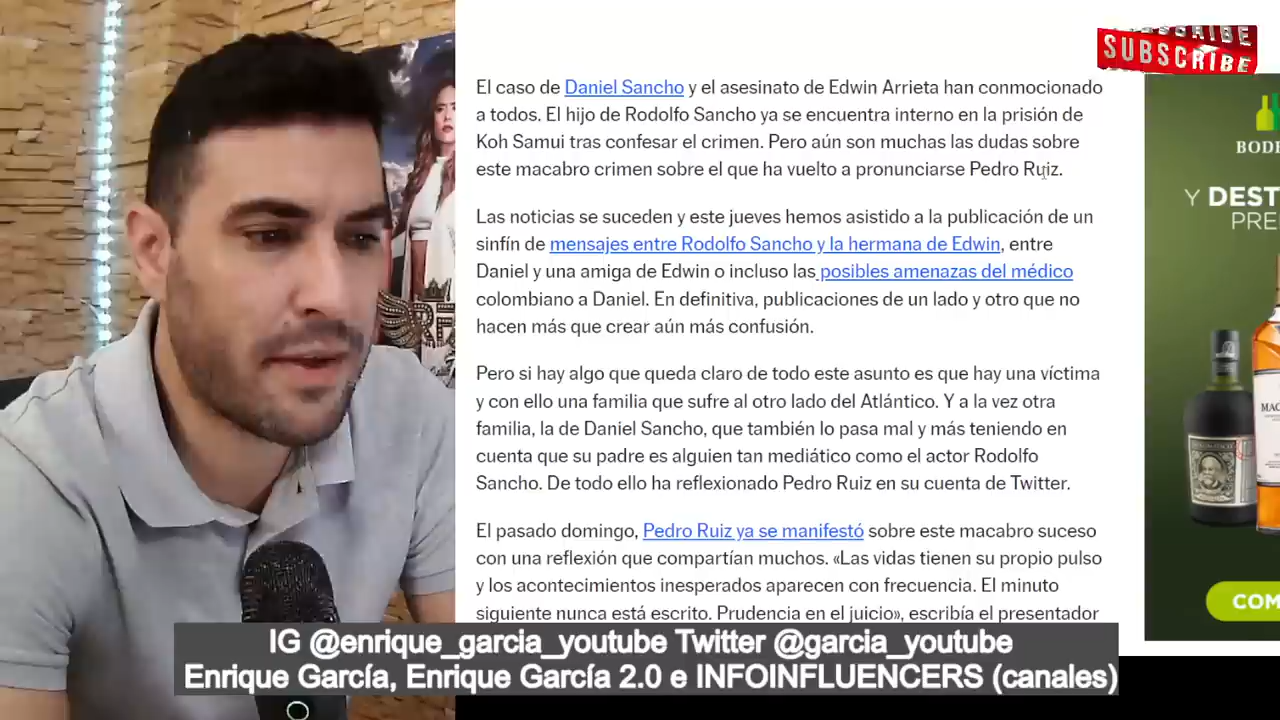 SUBSCRIBE
SUBSCRIBE
El caso de Daniel Sancho y el asesinato de Edwin Arrieta han conmocionado
a todos. El hijo de Rodolfo Sancho ya se encuentra interno en la prisión de
Koh Samui tras confesar el crimen. Pero aún son muchas las dudas sobre
este macabro crimen sobre el que ha vuelto a pronunciarse Pedro Ruiz.
Las noticias se suceden y este jueves hemos asistido a la publicación de un
sinfín de mensajes entre Rodolfo Sancho y la hermana de Edwin, entre
Daniel y una amiga de Edwin o incluso las posibles amenazas del médico
colombiano a Daniel. En definitiva, publicaciones de un lado y otro que no
hacen más que crear aún más confusión.
Pero si hay algo que queda claro de todo este asunto es que hay una víctima
y con ello una familia que sufre al otro lado del Atlántico. Y a la vez otra
familia, la de Daniel Sancho, que también lo pasa mal y más teniendo en
cuenta que su padre es alguien tan mediático como el actor Rodolfo
Sancho. De todo ello ha reflexionado Pedro Ruiz en su cuenta de Twitter.
El pasado domingo, Pedro Ruiz ya se manifestó sobre este macabro suceso
con una reflexión que compartían muchos. «Las vidas tienen su propio pulso
y los acontecimientos inesperados aparecen con frecuencia. El minuto
siguiente nunca está escrito. Prudencia en el juicio», escribía el presentador
BODE
Y DEST
PRE
MAC
COM
IG @enrique_garcia_youtube Twitter @garcia_youtube
Enrique García, Enrique García 2.0 e INFOINFLUENCERS (canales)